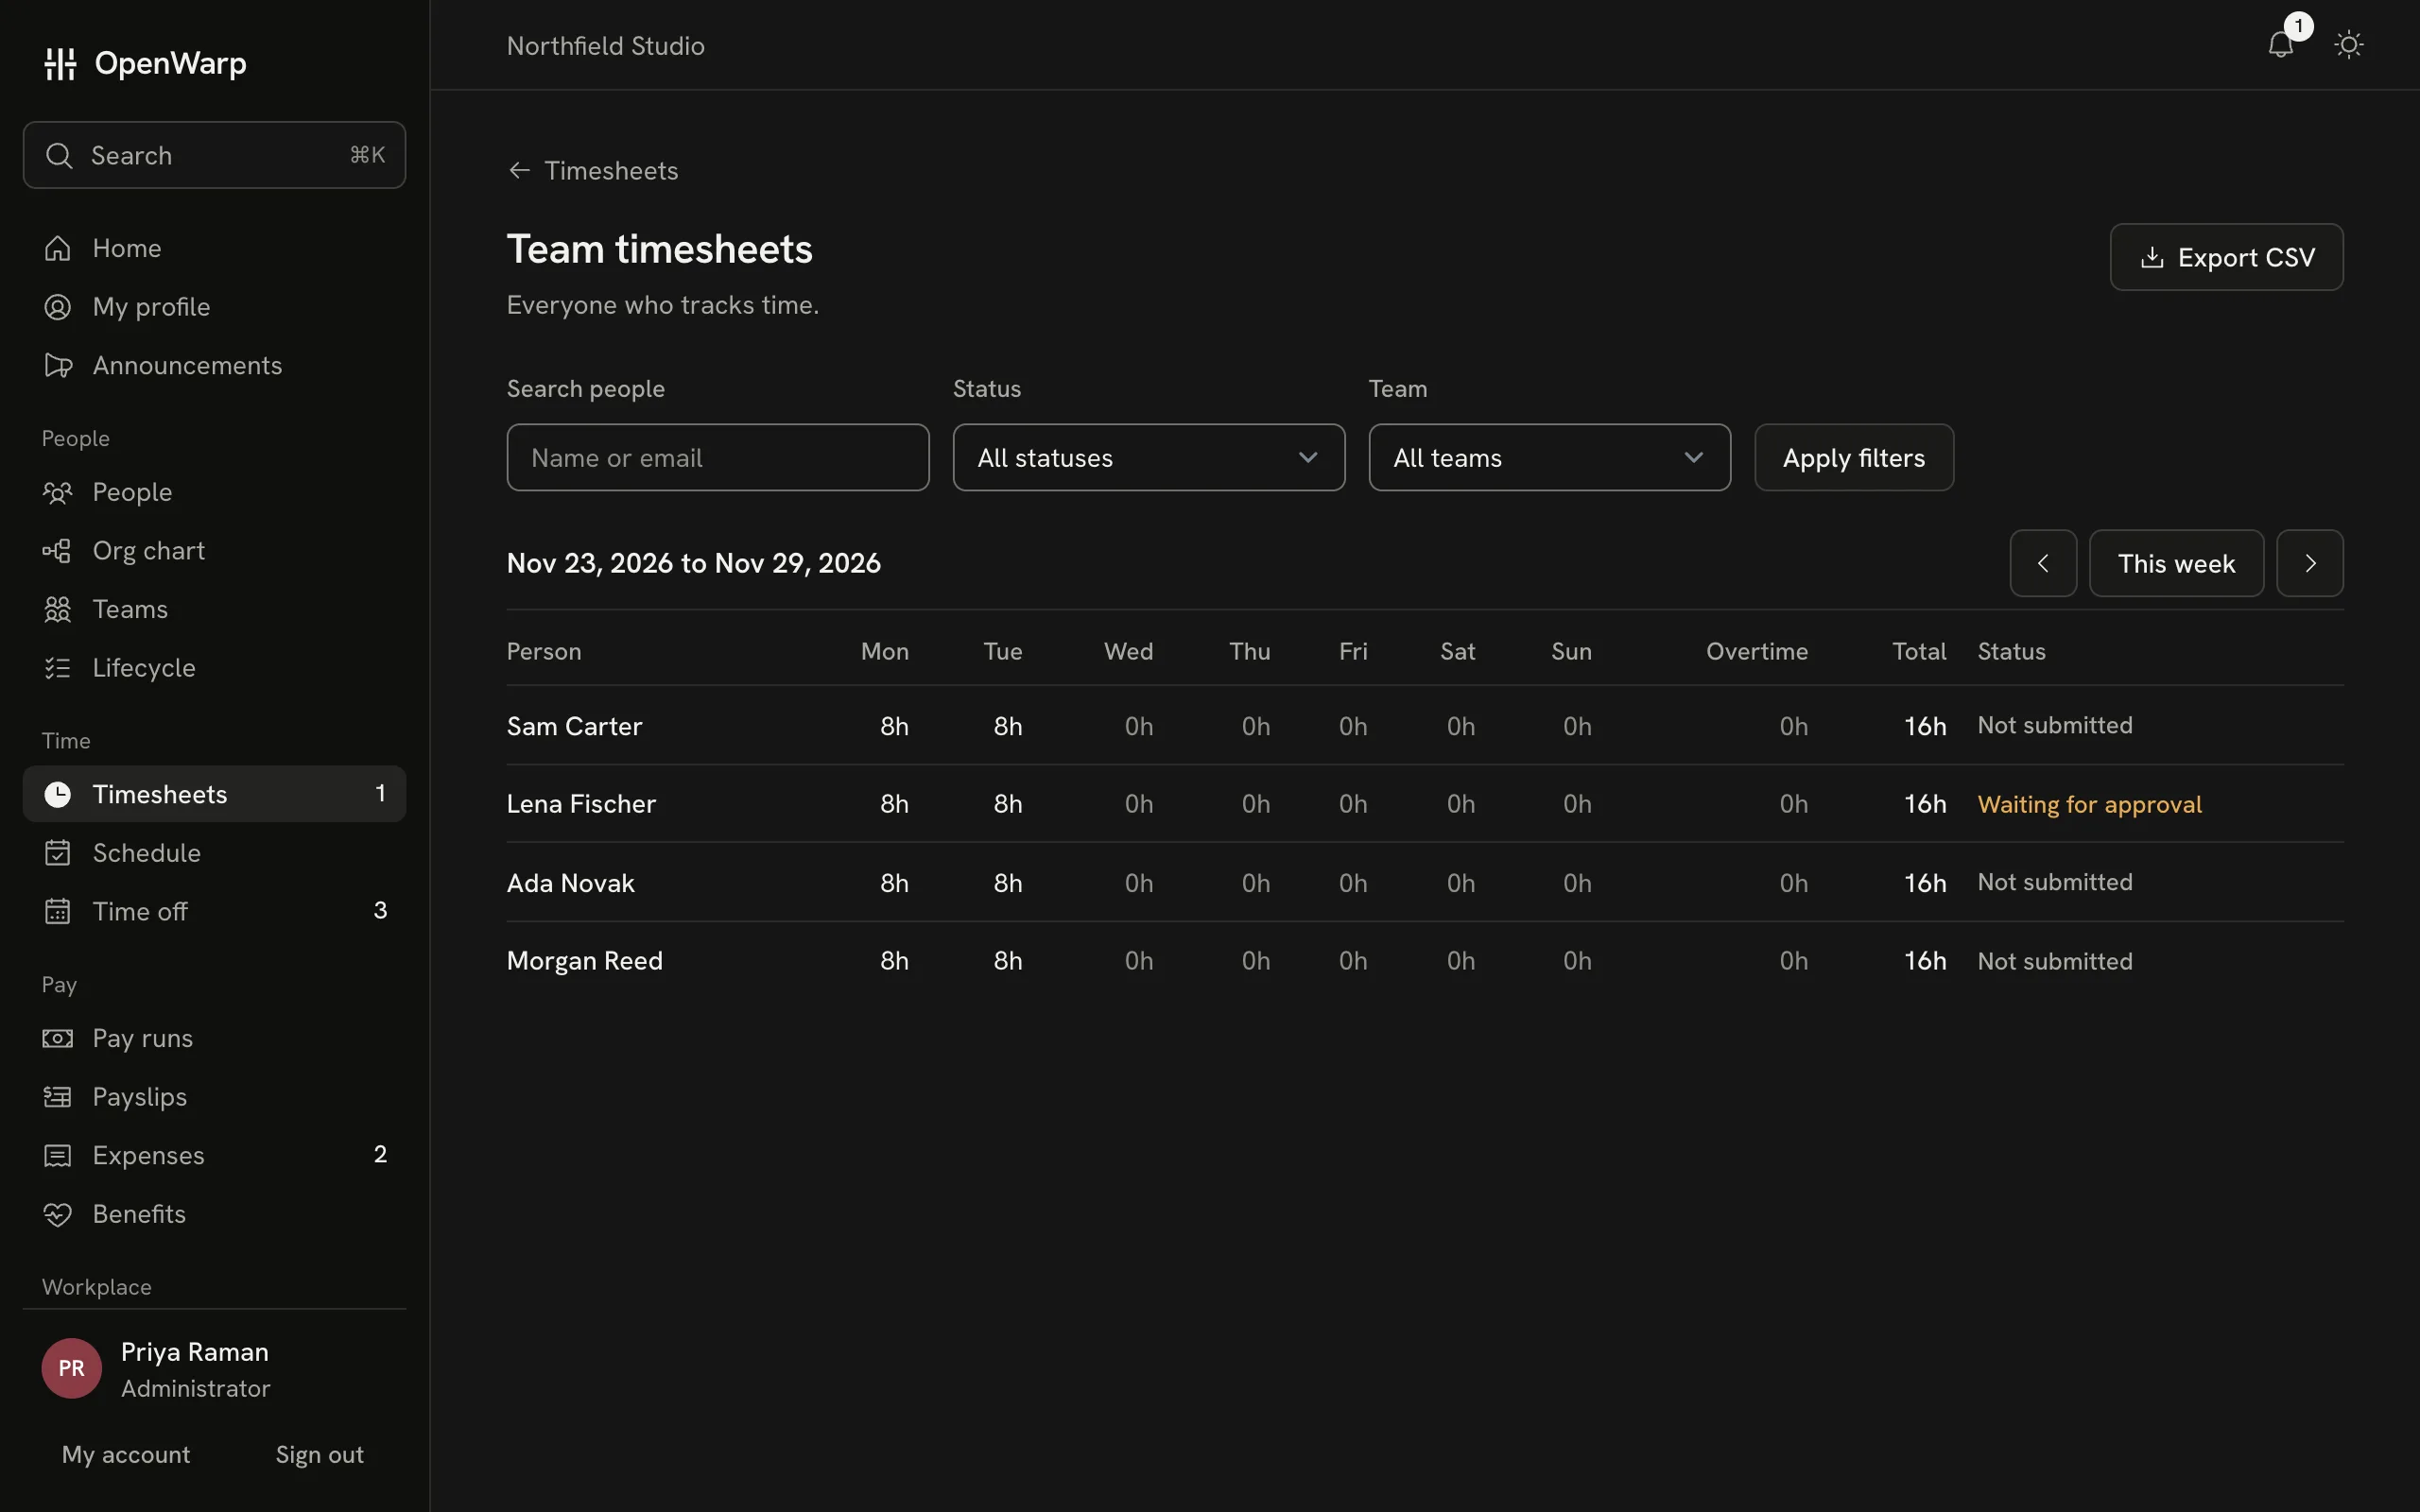 OpenWarp
Search ⌘K
Home
My profile
Announcements
People
People
Org chart
Teams
Lifecycle
Time
Timesheets 1
Schedule
Time off 3
Pay
Pay runs
Payslips
Expenses 2
Benefits
Workplace
PR
Priya Raman
Administrator
My account Sign out
Northfield Studio
1
Timesheets
Team timesheets
Export CSV
Everyone who tracks time.
Search people Status Team
Name or email All statuses All teams Apply filters
Nov 23, 2026 to Nov 29, 2026 This week
Person Mon Tue Wed Thu Fri Sat Sun Overtime Total Status
Sam Carter 8h 8h 0h 0h 0h 0h 0h 0h 16h Not submitted
Lena Fischer 8h 8h 0h 0h 0h 0h 0h 0h 16h Waiting for approval
Ada Novak 8h 8h 0h 0h 0h 0h 0h 0h 16h Not submitted
Morgan Reed 8h 8h 0h 0h 0h 0h 0h 0h 16h Not submitted